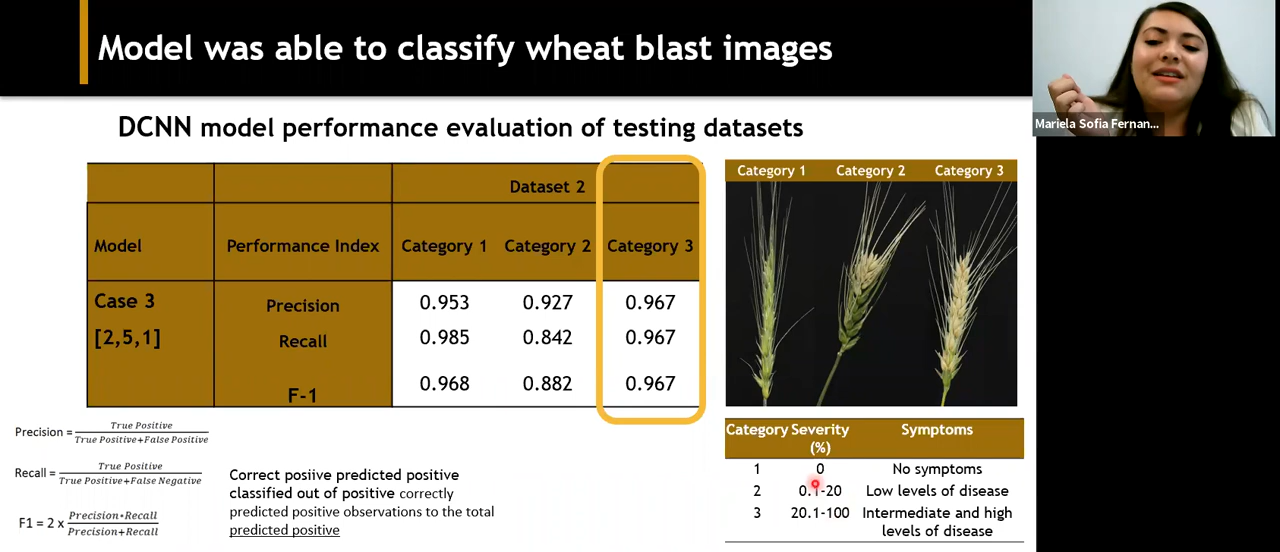 Model was able to classify wheat blast images
Mariela Sofia Fernan...
DCNN model performance evaluation of testing datasets
Dataset 2
Model Performance Index Category 1 Category 2 Category 3
Case 3 Precision 0.953 0.927 0.967
[2,5,1] Recall 0.985 0.842 0.967
F-1 0.968 0.882 0.967
Category 1 Category 2 Category 3
Category Severity (%) Symptoms
1 0 No symptoms
2 0.1-20 Low levels of disease
3 20.1-100 Intermediate and high
levels of disease
Precision = True Positive / True Positive+False Positive
Recall = True Positive / True Positive+False Negative
F1 = 2 x Precision*Recall / Precision+Recall
Correct posiive predicted positive
classified out of positive correctly
predicted positive observations to the total
predicted positive